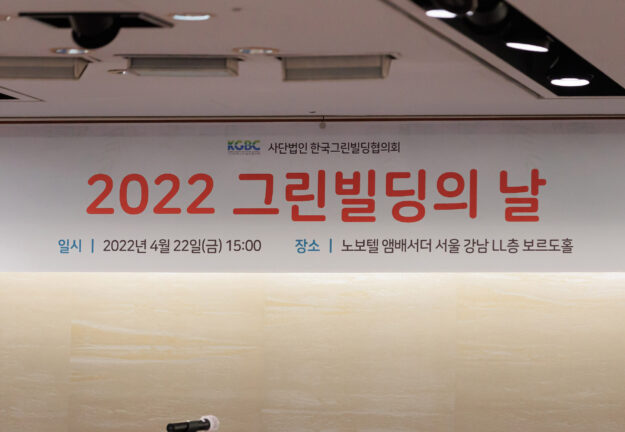 KGBC 사단법인 한국그린빌딩협의회
2022 그린빌딩의 날
일시 | 2022년 4월 22일(금) 15:00 장소 | 노보텔 앰배서더 서울 강남 LL층 보르도홀